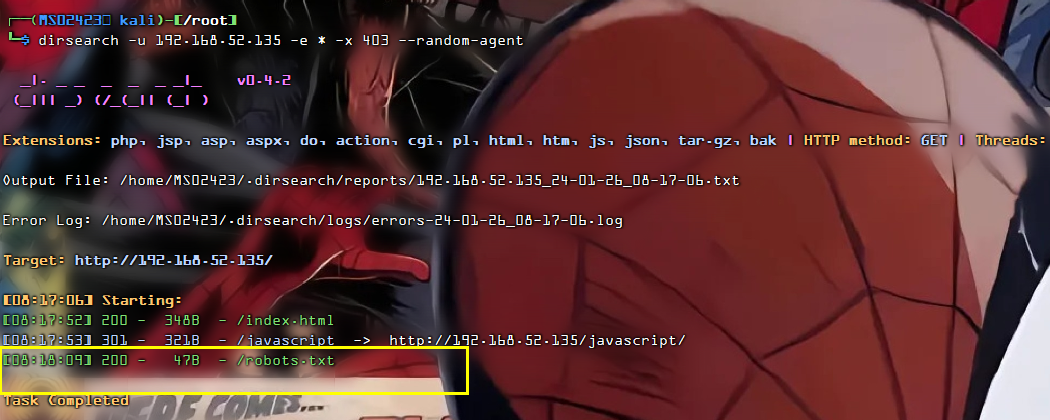 ┌──(MS02423㉿ kali)-[/root]
└─$ dirsearch -u 192.168.52.135 -e * -x 403 --random-agent
_|. _ _  _  _  _ _|_    v0.4.2
(_||| _) (/_(_|| (_| )
Extensions: php, jsp, asp, aspx, do, action, cgi, pl, html, htm, js, json, tar.gz, bak | HTTP method: GET | Threads:
Output File: /home/MS02423/.dirsearch/reports/192.168.52.135_24-01-26_08-17-06.txt
Error Log: /home/MS02423/.dirsearch/logs/errors-24-01-26_08-17-06.log
Target: http://192.168.52.135/
[08:17:06] Starting:
[08:17:52] 200 -  348B  - /index.html
[08:17:53] 301 -  321B  - /javascript  ->  http://192.168.52.135/javascript/
[08:18:09] 200 -   47B  - /robots.txt
Task Completed
COMES...